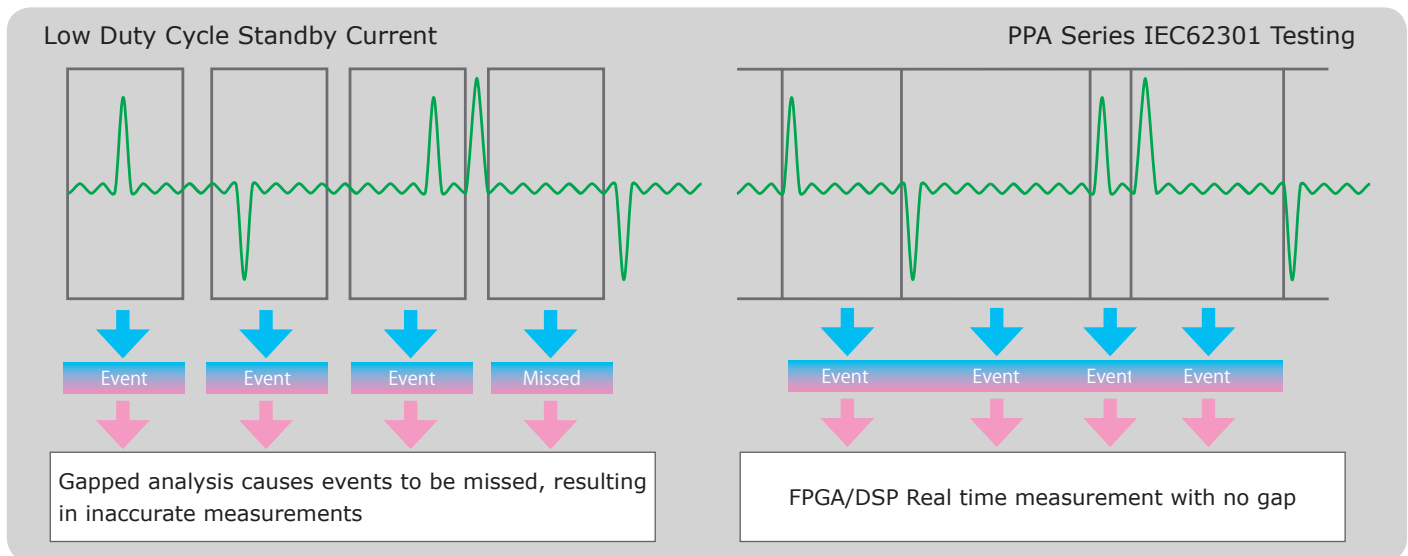 Low Duty Cycle Standby Current
PPA Series IEC62301 Testing
Event
Event
Event
Missed
Event
Event
Event
Event
Gapped analysis causes events to be missed, resulting
in inaccurate measurements
FPGA/DSP Real time measurement with no gap